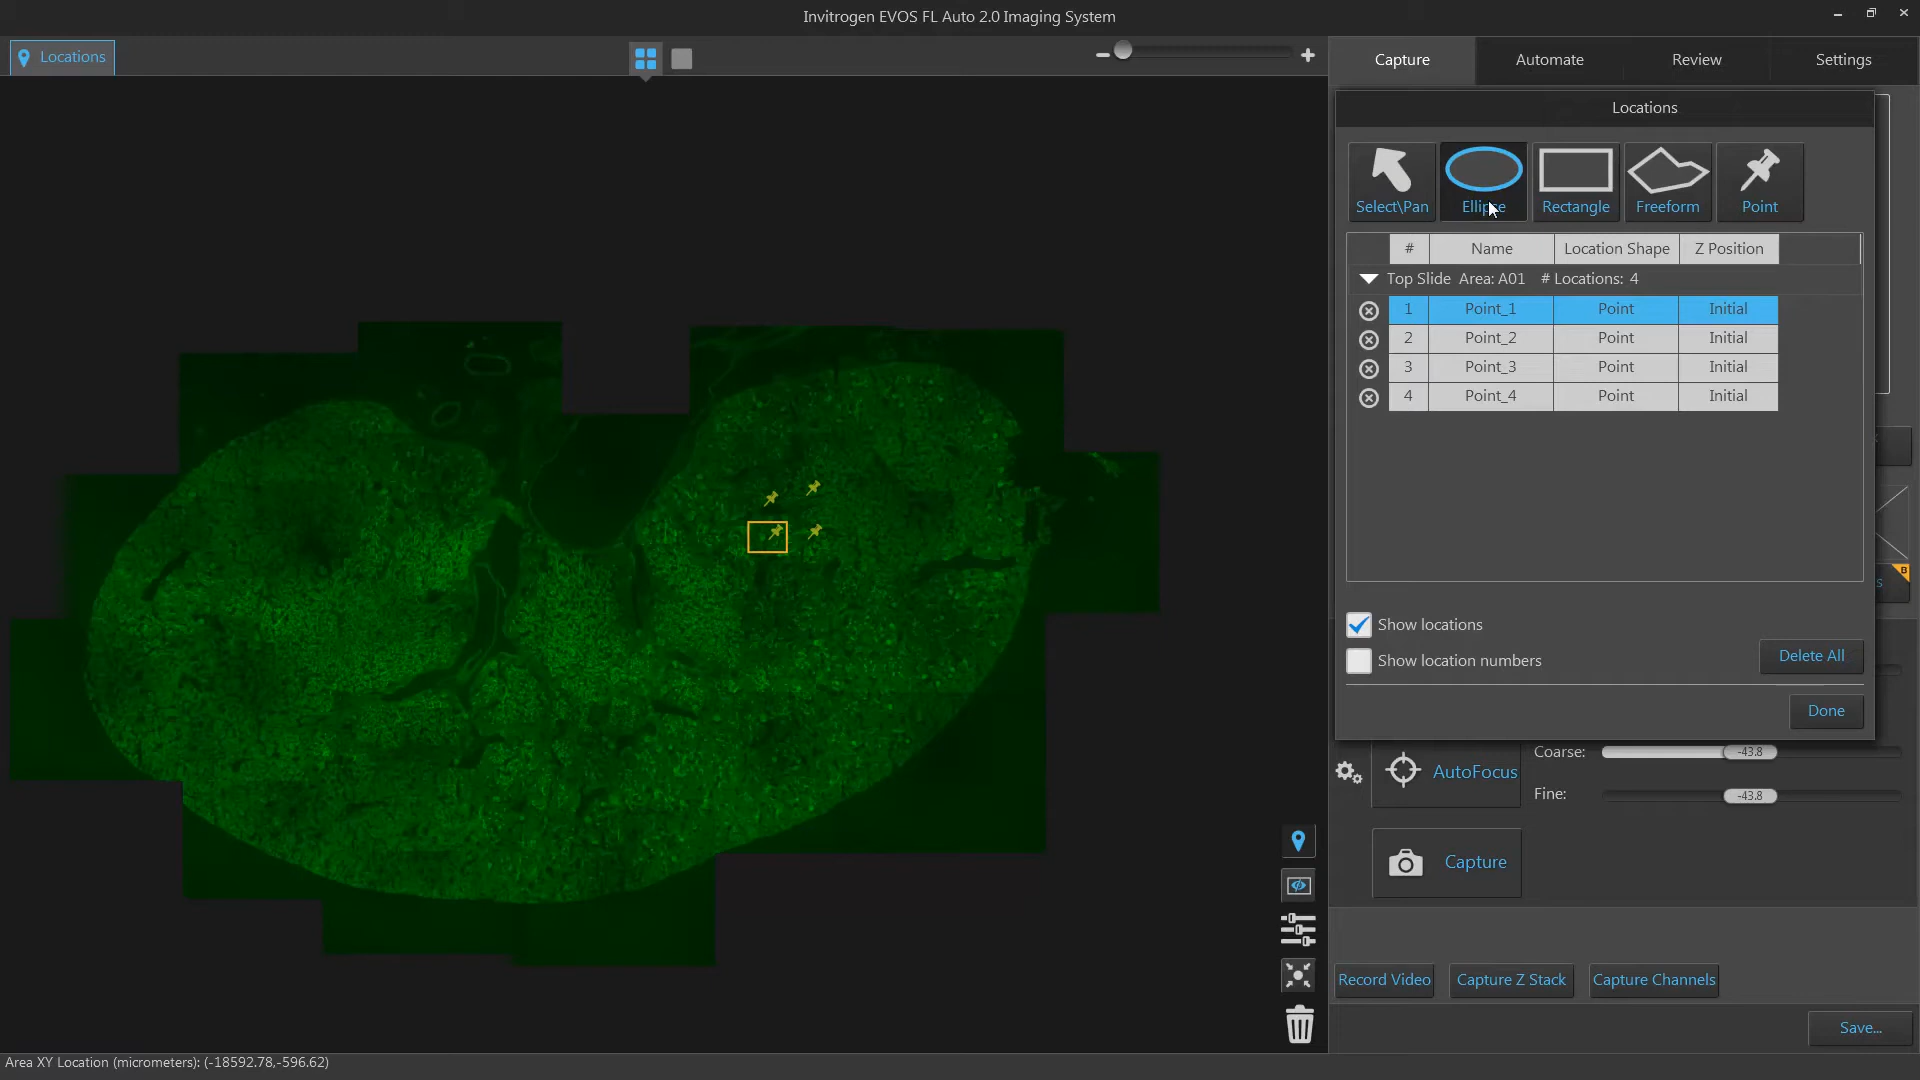 Invitrogen EVOS FL Auto 2.0 Imaging System
Locations
Capture Automate Review Settings
Locations
Select\Pan Ellipse Rectangle Freeform Point
# Name Location Shape Z Position
Top Slide Area: A01 # Locations: 4
1 Point_1 Point Initial
2 Point_2 Point Initial
3 Point_3 Point Initial
4 Point_4 Point Initial
Show locations
Show location numbers
Delete All
Done
Coarse: -43.8
AutoFocus
Fine: -43.8
Capture
Record Video Capture Z Stack Capture Channels
Save...
Area XY Location (micrometers): (-18592.78,-596.62)